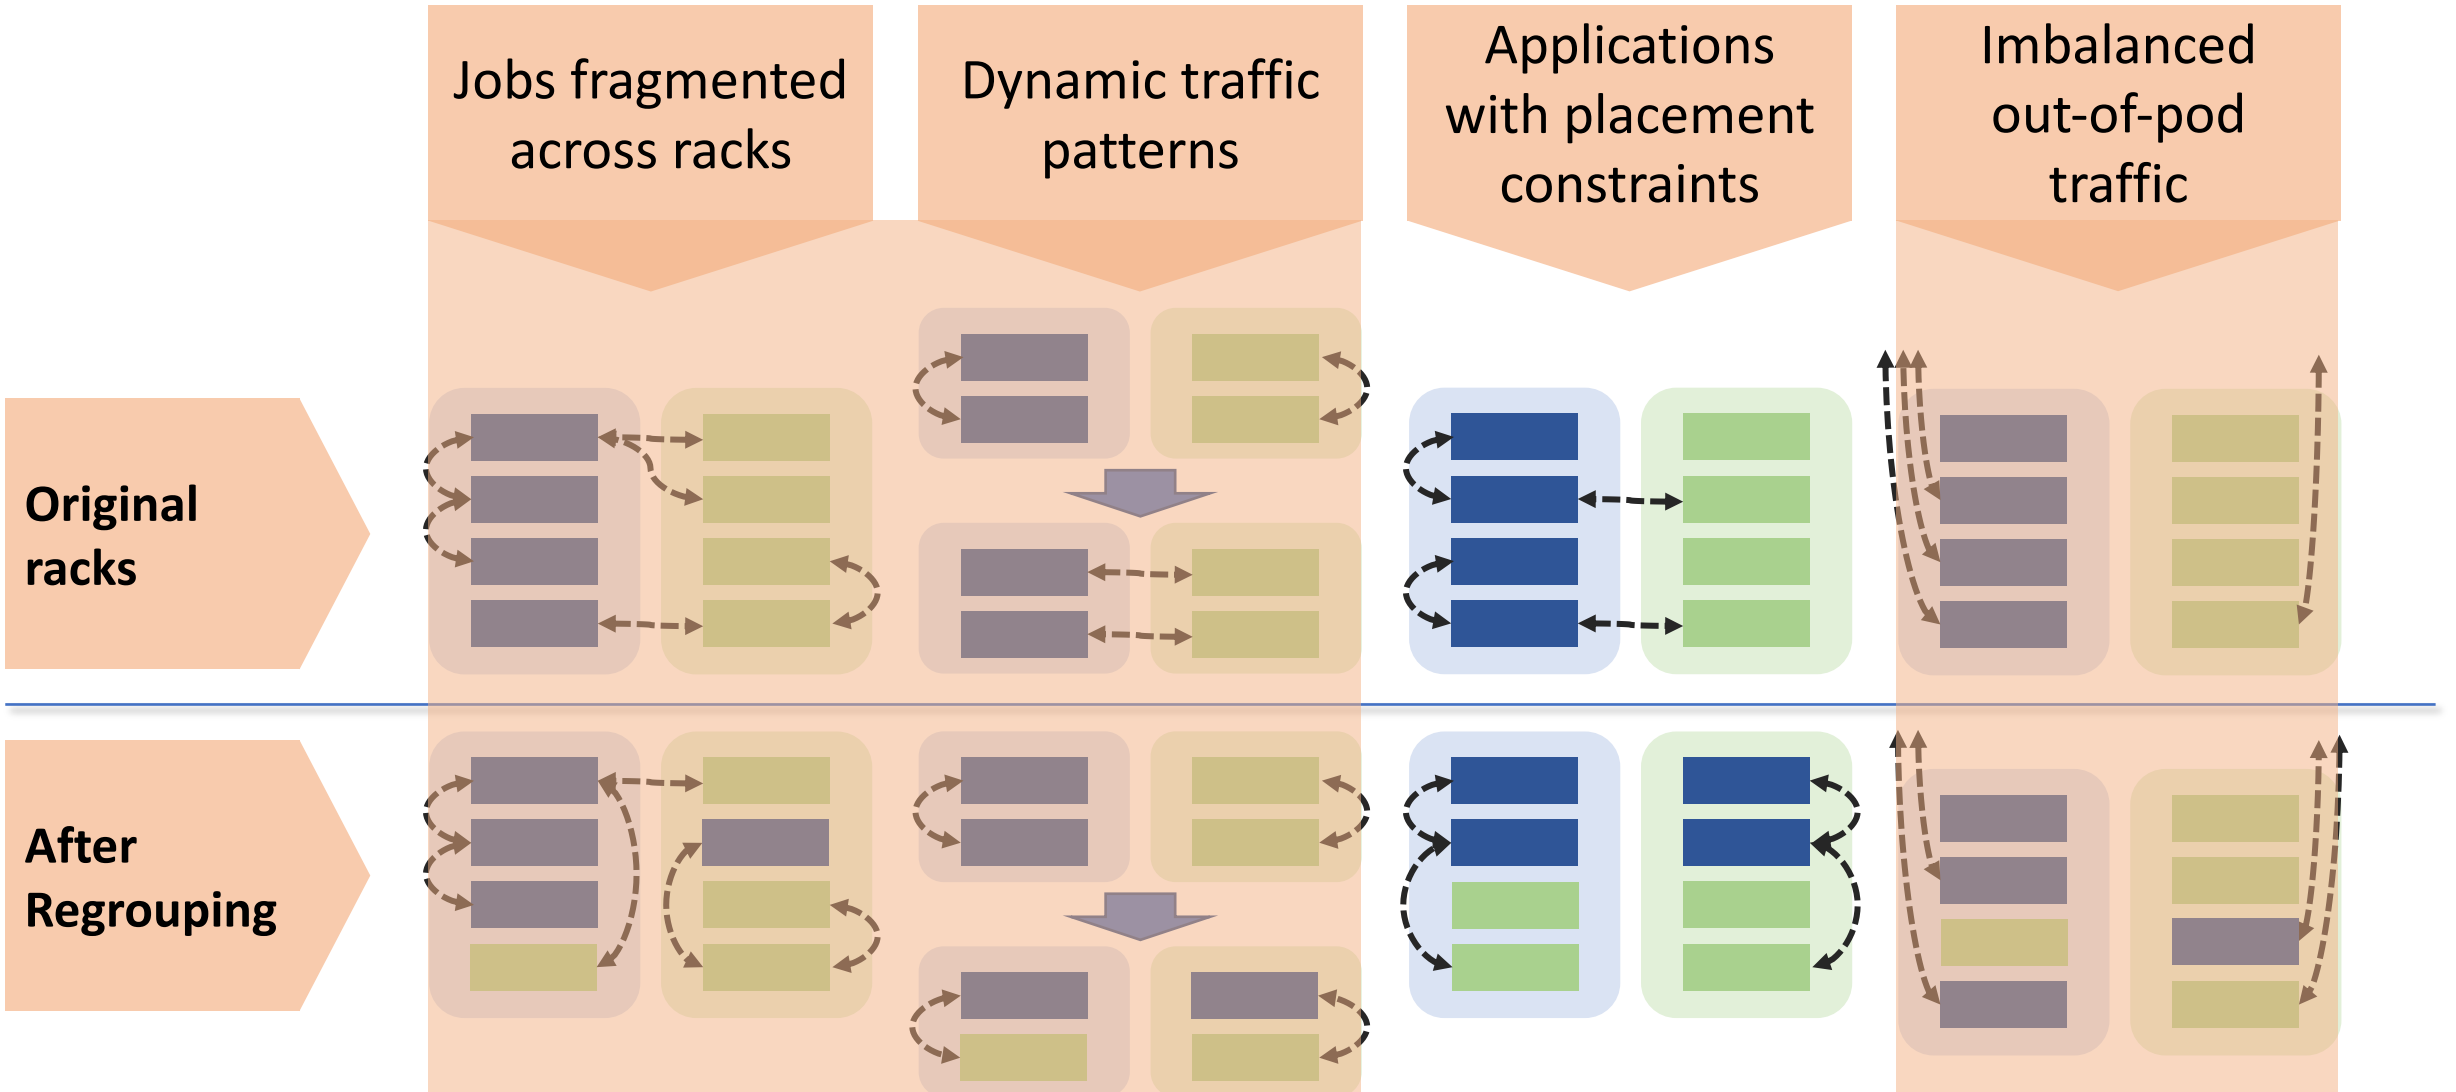 Jobs fragmented
across racks
Dynamic traffic
patterns
Applications
with placement
constraints
Imbalanced
out-of-pod
traffic
Original
racks
After
Regrouping